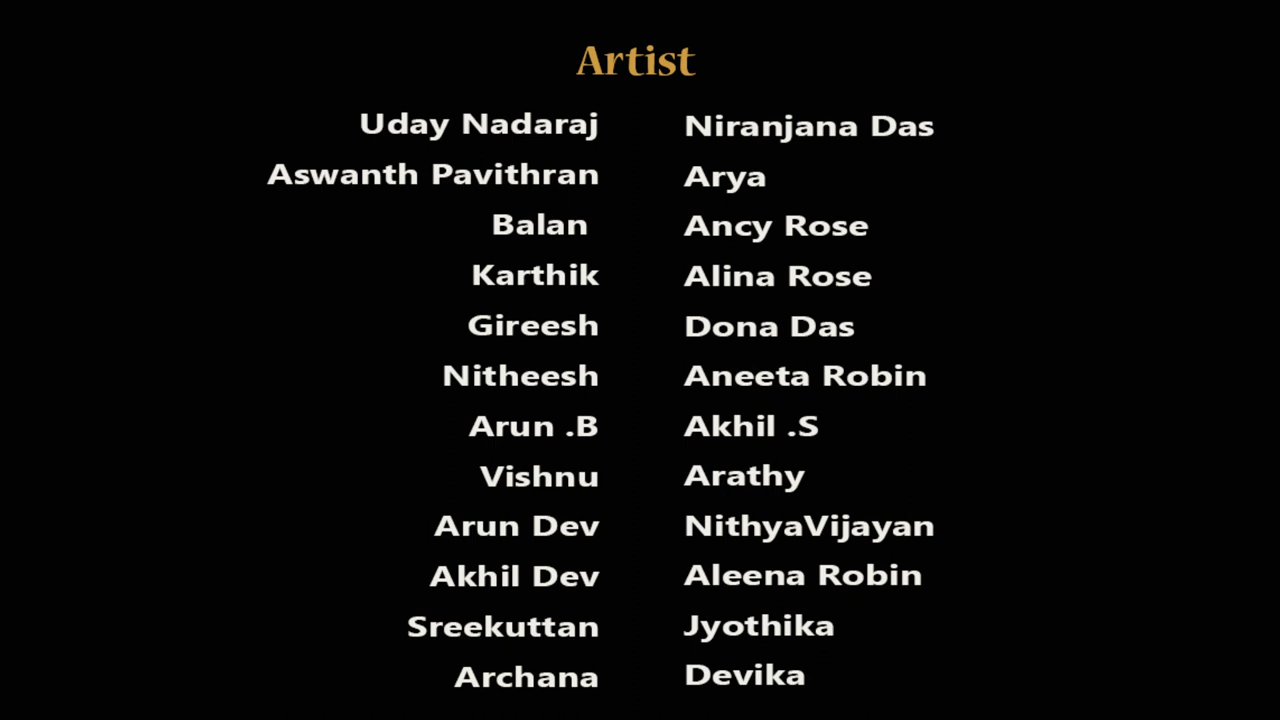 Artist
Uday Nadaraj Niranjana Das
Aswanth Pavithran Arya
Balan Ancy Rose
Karthik Alina Rose
Gireesh Dona Das
Nitheesh Aneeta Robin
Arun .B Akhil .S
Vishnu Arathy
Arun Dev NithyaVijayan
Akhil Dev Aleena Robin
Sreekuttan Jyothika
Archana Devika